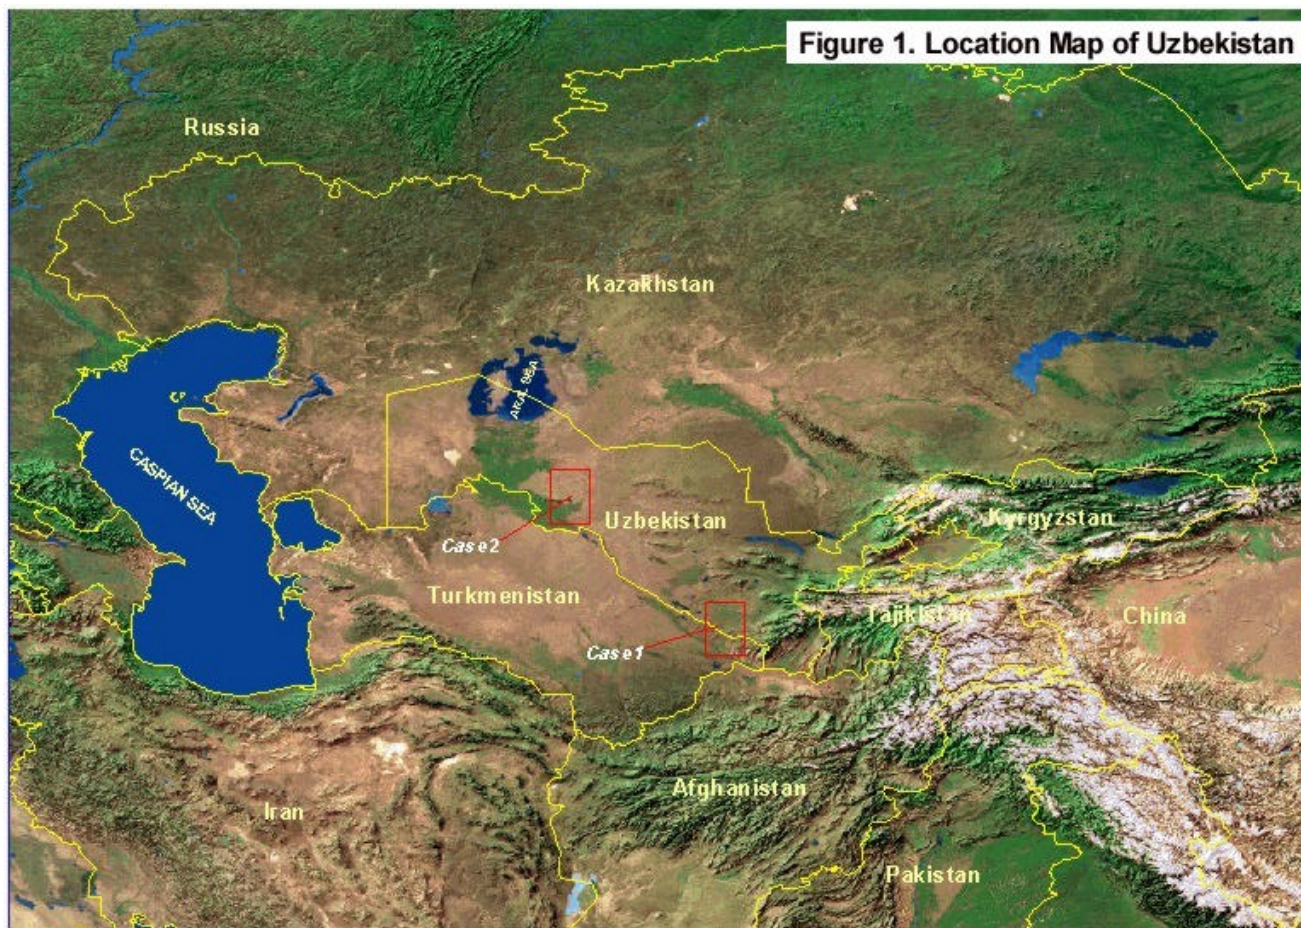 Figure 1. Location Map of Uzbekistan
Russia
Kazakhstan
ARAL SEA
CASPIAN SEA
Uzbekistan
Kyrgyzstan
Case2
Turkmenistan
Tajikistan
China
Case1
Afghanistan
Iran
Pakistan